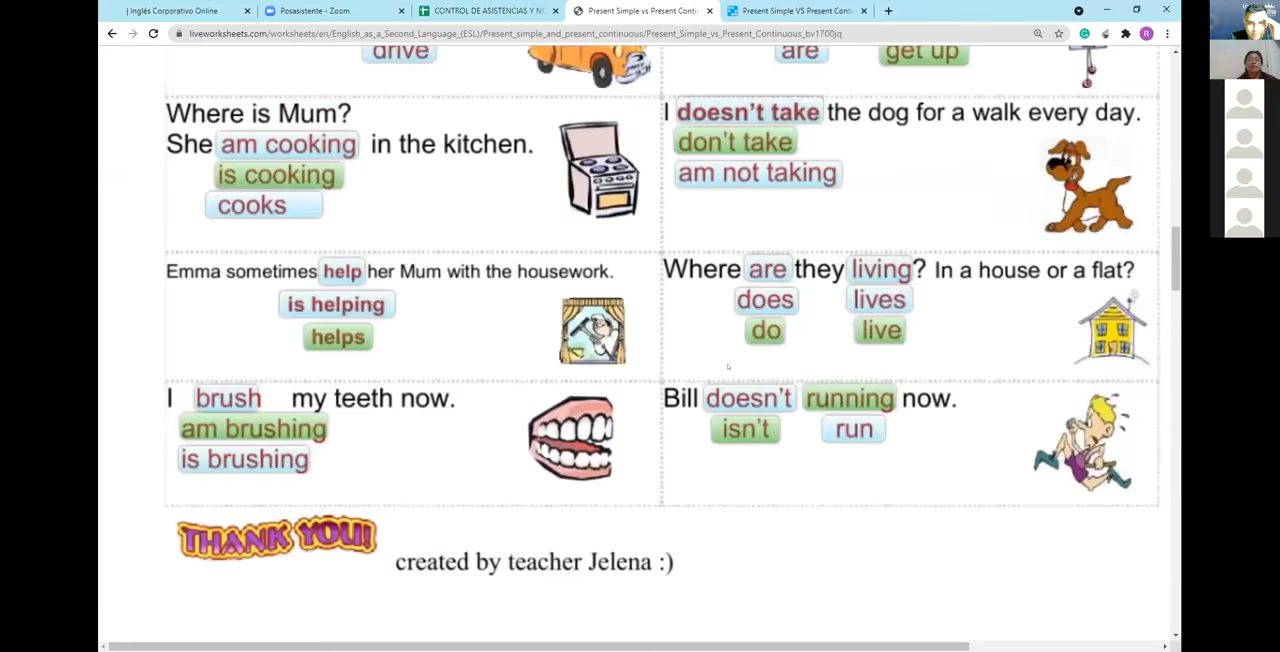 | Inglés Corporativo Online
Posasistente - Zoom
CONTROL DE ASISTENCIAS Y NO
Present Simple vs Present Conti
Present Simple VS Present Cont
liveworksheets.com/worksheets/en/English_as_a_Second_Language_(ESL)/Present_simple_and_present_continuous/Present_Simple_vs_Present_Continuous_bv1700jq
R
drive
are get up
Where is Mum?
She am cooking in the kitchen.
is cooking
cooks
I doesn't take the dog for a walk every day.
don't take
am not taking
Emma sometimes help her Mum with the housework.
is helping
helps
Where are they living? In a house or a flat?
does lives
do live
I brush my teeth now.
am brushing
is brushing
Bill doesn't running now.
isn't run
THANK YOU!
created by teacher Jelena :)